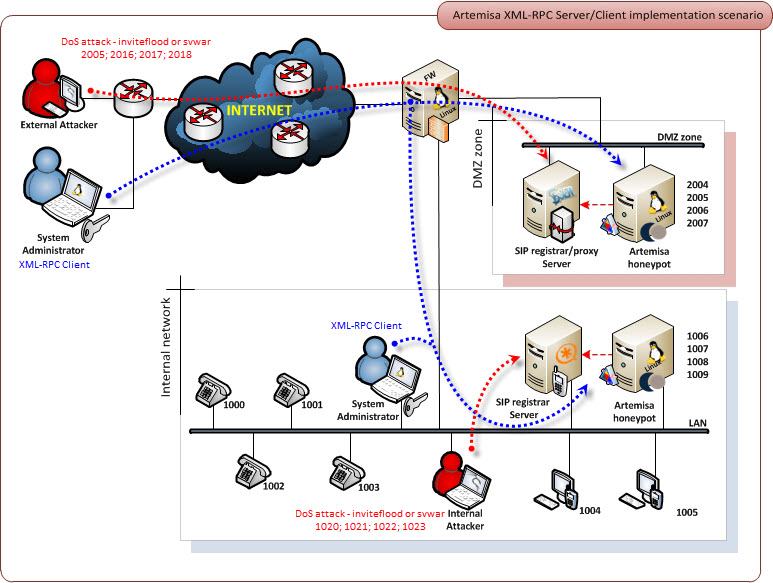 Artemisa XML-RPC Server/Client implementation scenario
DoS attack - inviteflood or svwar
2005; 2016; 2017; 2018
External Attacker
INTERNET
FW
Linux
System
Administrator
XML-RPC Client
DMZ zone
DMZ zone
SIP registrar/proxy
Server
Linux
Artemisa
honeypot
2004
2005
2006
2007
Internal network
XML-RPC Client
System
Administrator
1000
1001
SIP registrar
Server
Linux
Artemisa
honeypot
1006
1007
1008
1009
LAN
1002
1003
DoS attack - inviteflood or svwar
1020; 1021; 1022; 1023
Internal
Attacker
1004
1005